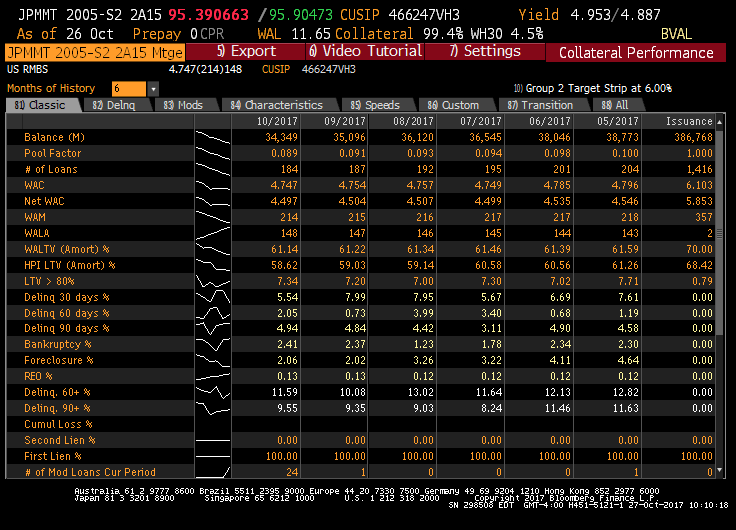 JPMMT 2005-S2 2A15 95.390663 /95.90473 CUSIP 466247VH3 Yield 4.953/4.887
As of 26 Oct Prepay 0CPR WAL 11.65 Collateral 99.4% WH30 4.5% BVAL
JPMMT 2005-S2 2A15 Mtge 5) Export 6) Video Tutorial 7) Settings Collateral Performance
US RMBS 4.747(214)148 CUSIP 466247VH3
Months of History 6 10) Group 2 Target Strip at 6.00%
81) Classic 82) Delnq 83) Mods 84) Characteristics 85) Speeds 86) Custom 87) Transition 88) All
10/2017 09/2017 08/2017 07/2017 06/2017 05/2017 Issuance
Balance (M) 34,349 35,096 36,120 36,545 38,046 38,773 386,768
Pool Factor 0.089 0.091 0.093 0.094 0.098 0.100 1.000
# of Loans 184 187 192 195 201 204 1,416
WAC 4.747 4.754 4.757 4.749 4.785 4.796 6.103
Net WAC 4.497 4.504 4.507 4.499 4.535 4.546 5.853
WAM 214 215 216 217 217 218 357
WALA 148 147 146 145 144 143 2
WALTV (Amort) % 61.14 61.22 61.34 61.46 61.39 61.59 70.00
HPI LTV (Amort) % 58.62 59.03 59.14 60.58 60.56 61.26 68.42
LTV > 80% 7.34 7.20 7.00 7.30 7.02 7.71 0.79
Delinq 30 days % 5.54 7.99 7.95 5.67 6.69 7.61 0.00
Delinq 60 days % 2.05 0.73 3.99 3.40 0.68 1.19 0.00
Delinq 90 days % 4.94 4.84 4.42 3.11 4.90 4.58 0.00
Bankruptcy % 2.41 2.37 1.23 1.78 2.34 2.30 0.00
Foreclosure % 2.06 2.02 3.26 3.22 4.11 4.64 0.00
REO % 0.13 0.13 0.12 0.12 0.12 0.12 0.00
Delinq. 60+ % 11.59 10.08 13.02 11.64 12.13 12.82 0.00
Delinq. 90+ % 9.55 9.35 9.03 8.24 11.46 11.63 0.00
Cumul Loss %
Second Lien % 0.00 0.00 0.00 0.00 0.00 0.00 0.00
First Lien % 100.00 100.00 100.00 100.00 100.00 100.00 100.00
# of Mod Loans Cur Period 24 1 0 0 0 1 0
Australia 61 2 9777 8600 Brazil 5511 2395 9000 Europe 44 20 7330 7500 Germany 49 69 9204 1210 Hong Kong 852 2977 6000
Japan 81 3 3201 8900 Singapore 65 6212 1000 U.S. 1 212 318 2000 Copyright 2017 Bloomberg Finance L.P.
SN 298508 EDT GMT-4:00 H451-5121-1 27-Oct-2017 10:10:18